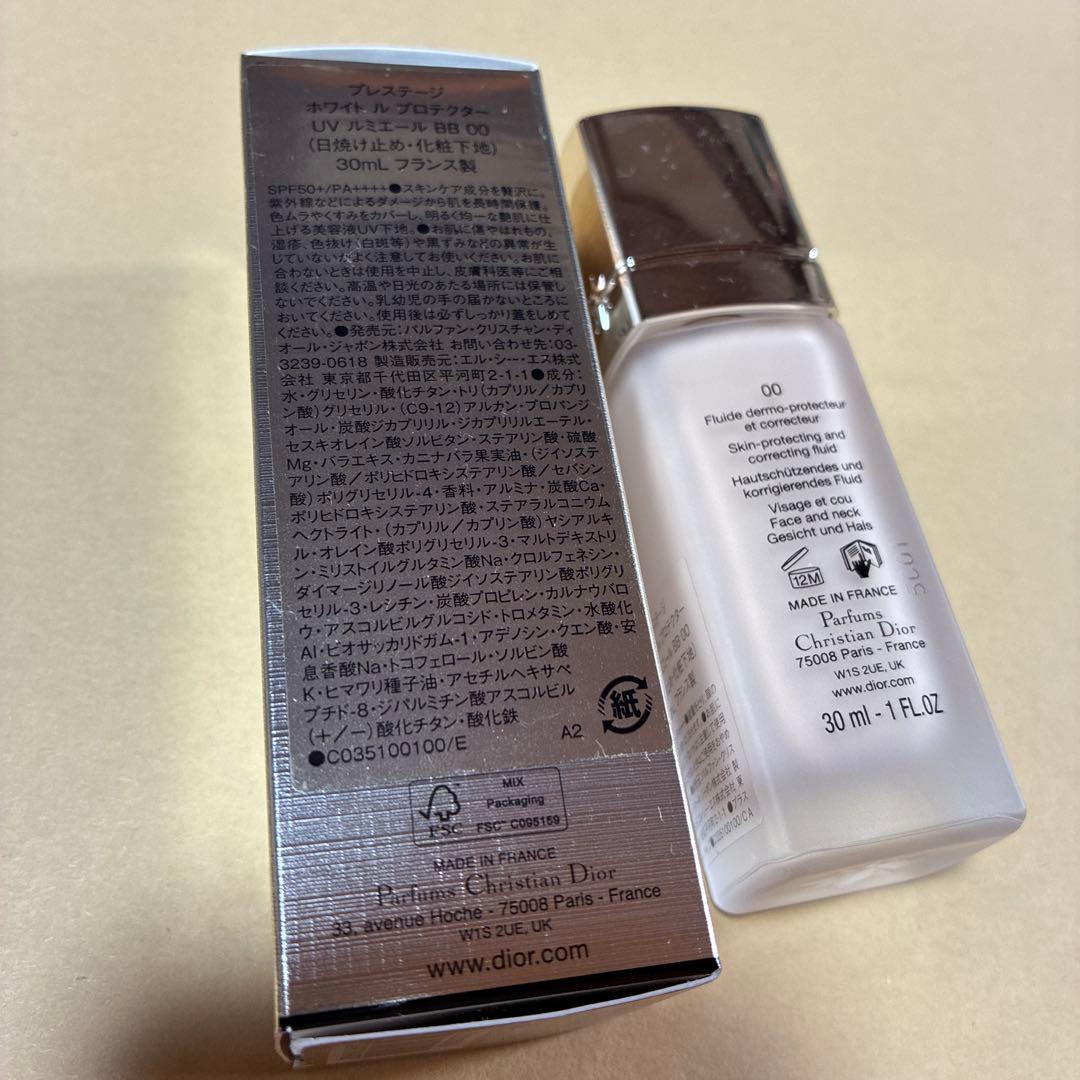 プレステージ
ホワイト ル プロテクター
UV ルミエール BB 00
(日焼け止め・化粧下地)
30mL フランス製
SPF50+/PA++++●スキンケア成分を贅沢に。
紫外線などによるダメージから肌を長時間保護。
色ムラやくすみをカバーし、明るく均一な艶肌に仕
上げる美容液UV下地。●お肌に傷やはれもの、
湿疹、色抜け(白斑等)や黒ずみなどの異常が生
じていないかよく注意してお使いください。お肌に
合わないときは使用を中止し、皮膚科医等にご相
談ください。高温や日光のあたる場所には保管し
ないでください。乳幼児の手の届かないところに
おいてください。使用後は必ずしっかり蓋をしめて
ください。●発売元:パルファン・クリスチャン・ディ
オール・ジャポン株式会社 お問い合わせ先:03-
3239-0618 製造販売元:エル・シー・エス株式
会社 東京都千代田区平河町2-1-1●成分:
水・グリセリン・酸化チタン・トリ(カプリル/カプリ
ン酸)グリセリル・(C9-12)アルカン・プロパンジ
オール・炭酸ジカプリリル・ジカプリリルエーテル・
セスキオレイン酸ソルビタン・ステアリン酸・硫酸
Mg・バラエキス・カニナバラ果実油・(ジイソステ
アリン酸/ポリヒドロキシステアリン酸/セバシン
酸)ポリグリセリル-4・香料・アルミナ・炭酸Ca・
ポリヒドロキシステアリン酸・ステアラルコニウム
ヘクトライト・(カプリル/カプリン酸)ヤシアルキ
ル・オレイン酸ポリグリセリル-3・マルトデキストリ
ン・ミリストイルグルタミン酸Na・クロルフェネシン・
ダイマージリノール酸ジイソステアリン酸ポリグリ
セリル-3・レシチン・炭酸プロピレン・カルナウバロ
ウ・アスコルビルグルコシド・トロメタミン・水酸化
Al・ビオサッカリドガム-1・アデノシン・クエン酸・安
息香酸Na・トコフェロール・ソルビン酸
K・ヒマワリ種子油・アセチルヘキサペ
プチド-8・ジパルミチン酸アスコルビル
(+/−)酸化チタン・酸化鉄
●C035100100/E
A2
紙
FSC
MIX
Packaging
FSC™ C095159
MADE IN FRANCE
Parfums Christian Dior
33, avenue Hoche - 75008 Paris - France
W1S 2UE, UK
www.dior.com
00
Fluide dermo-protecteur
et correcteur
Skin-protecting and
correcting fluid
Hautschützendes und
korrigierendes Fluid
Visage et cou
Face and neck
Gesicht und Hals
12M
MADE IN FRANCE
Parfums
Christian Dior
75008 Paris - France
W1S 2UE, UK
www.dior.com
30 ml - 1 FL.OZ